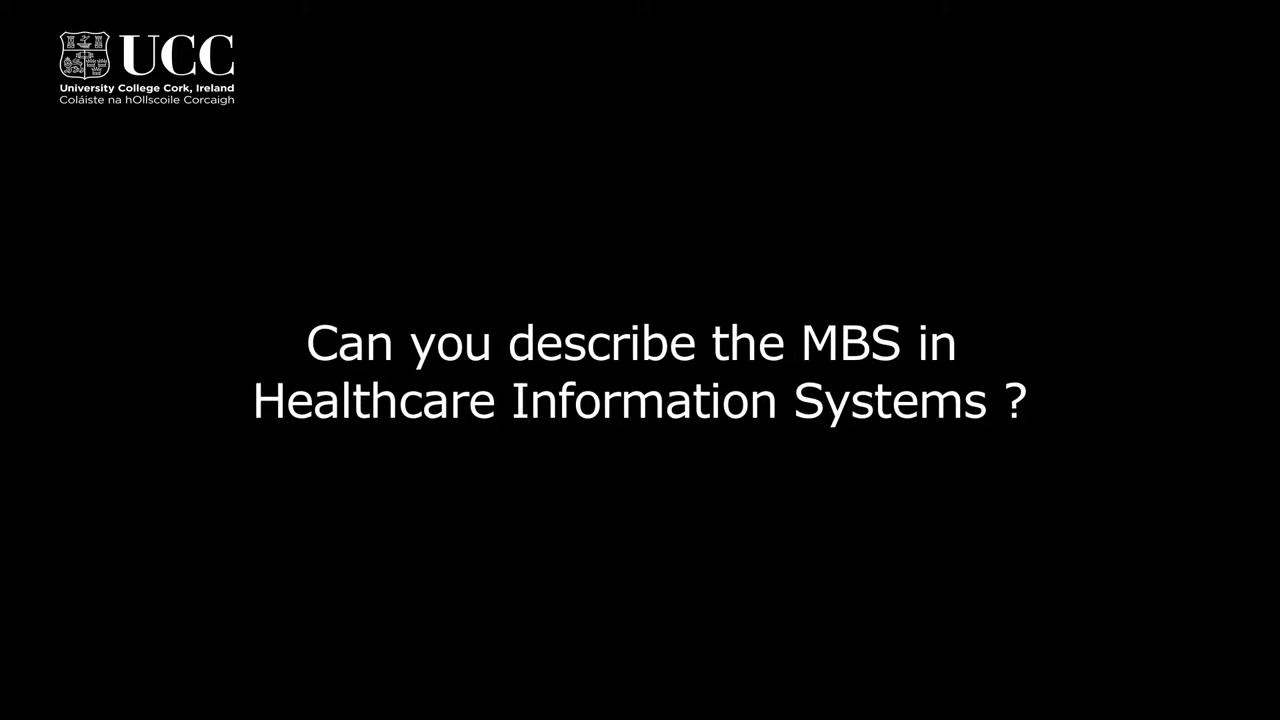 UCC
University College Cork, Ireland
Coláiste na hOllscoile Corcaigh
Can you describe the MBS in
Healthcare Information Systems ?